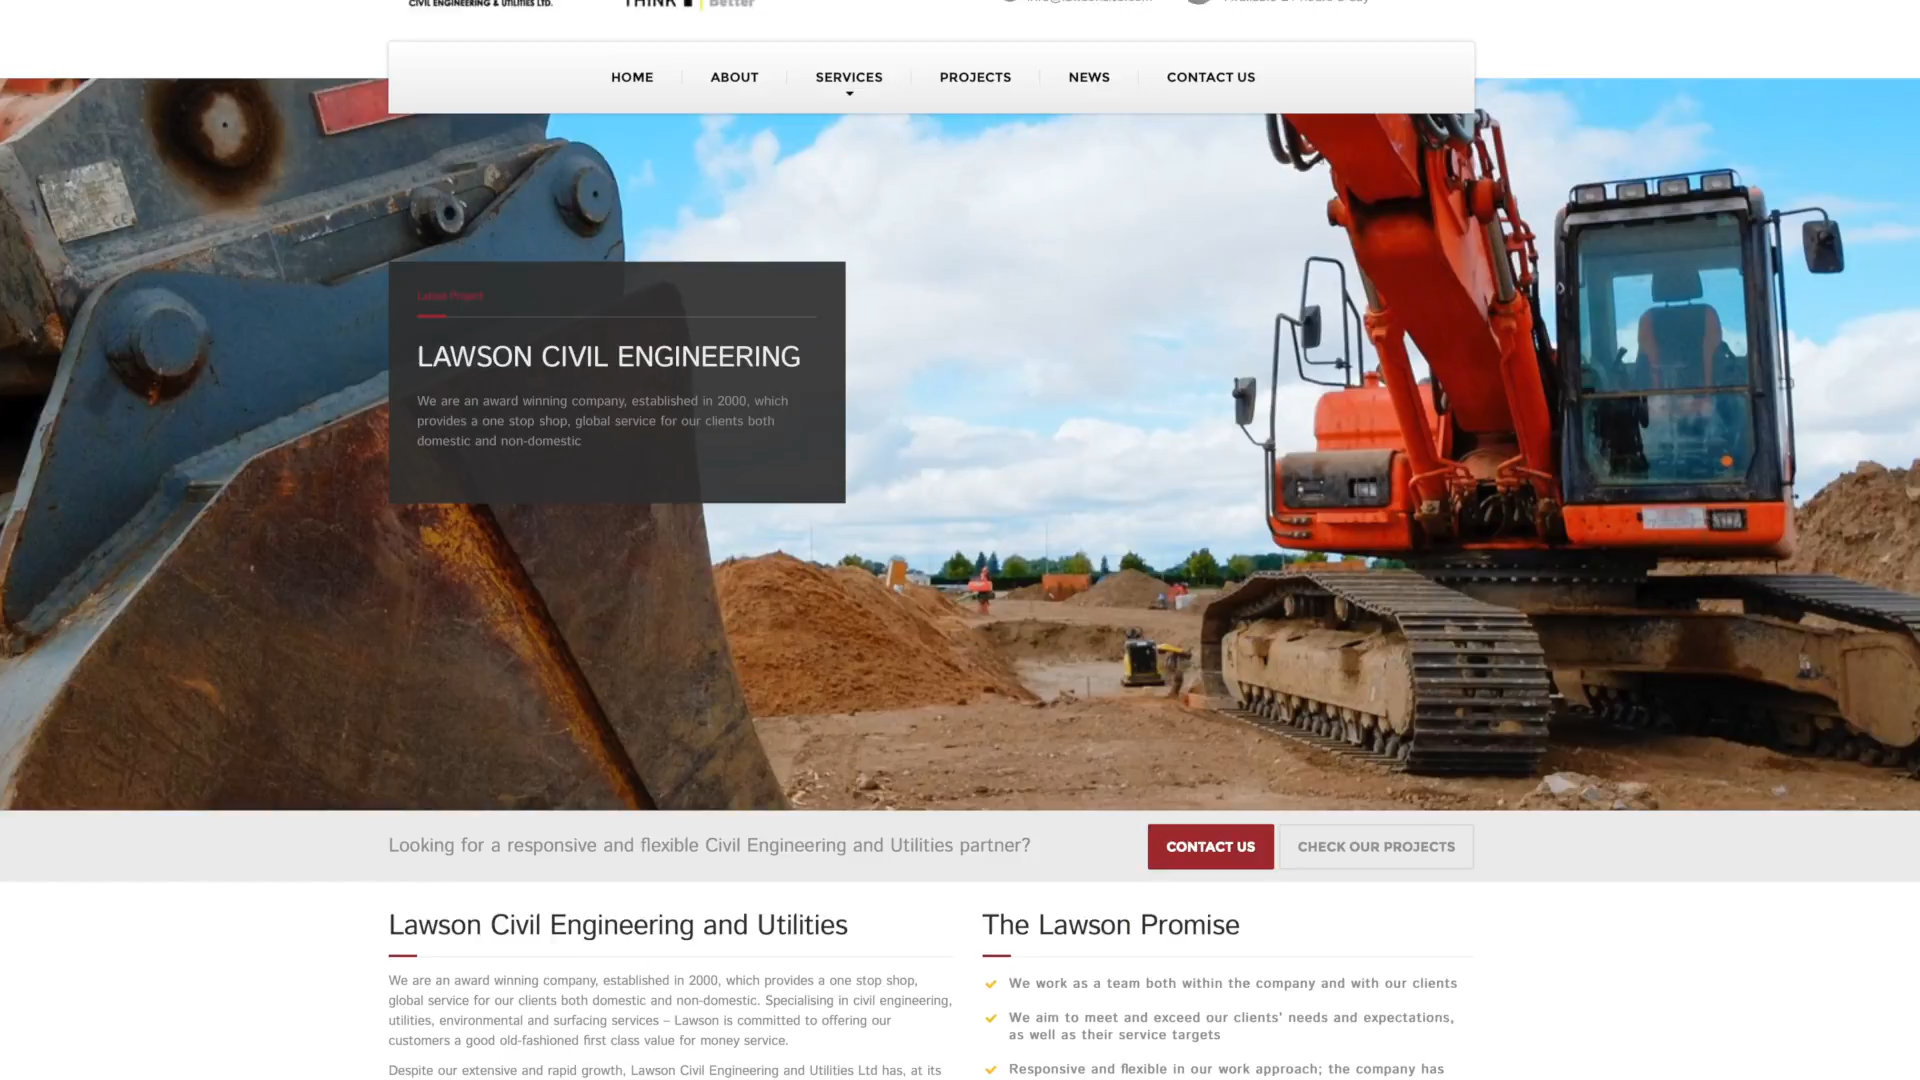 CIVIL ENGINEERING & UTILITIES LTD.
THINK
Better
HOME
ABOUT
SERVICES
PROJECTS
NEWS
CONTACT US
Latest Project
LAWSON CIVIL ENGINEERING
We are an award winning company, established in 2000, which
provides a one stop shop, global service for our clients both
domestic and non-domestic
Looking for a responsive and flexible Civil Engineering and Utilities partner?
CONTACT US
CHECK OUR PROJECTS
Lawson Civil Engineering and Utilities
We are an award winning company, established in 2000, which provides a one stop shop,
global service for our clients both domestic and non-domestic. Specialising in civil engineering,
utilities, environmental and surfacing services – Lawson is committed to offering our
customers a good old-fashioned first class value for money service.
Despite our extensive and rapid growth, Lawson Civil Engineering and Utilities Ltd has, at its
The Lawson Promise
We work as a team both within the company and with our clients
We aim to meet and exceed our clients' needs and expectations,
as well as their service targets
Responsive and flexible in our work approach; the company has